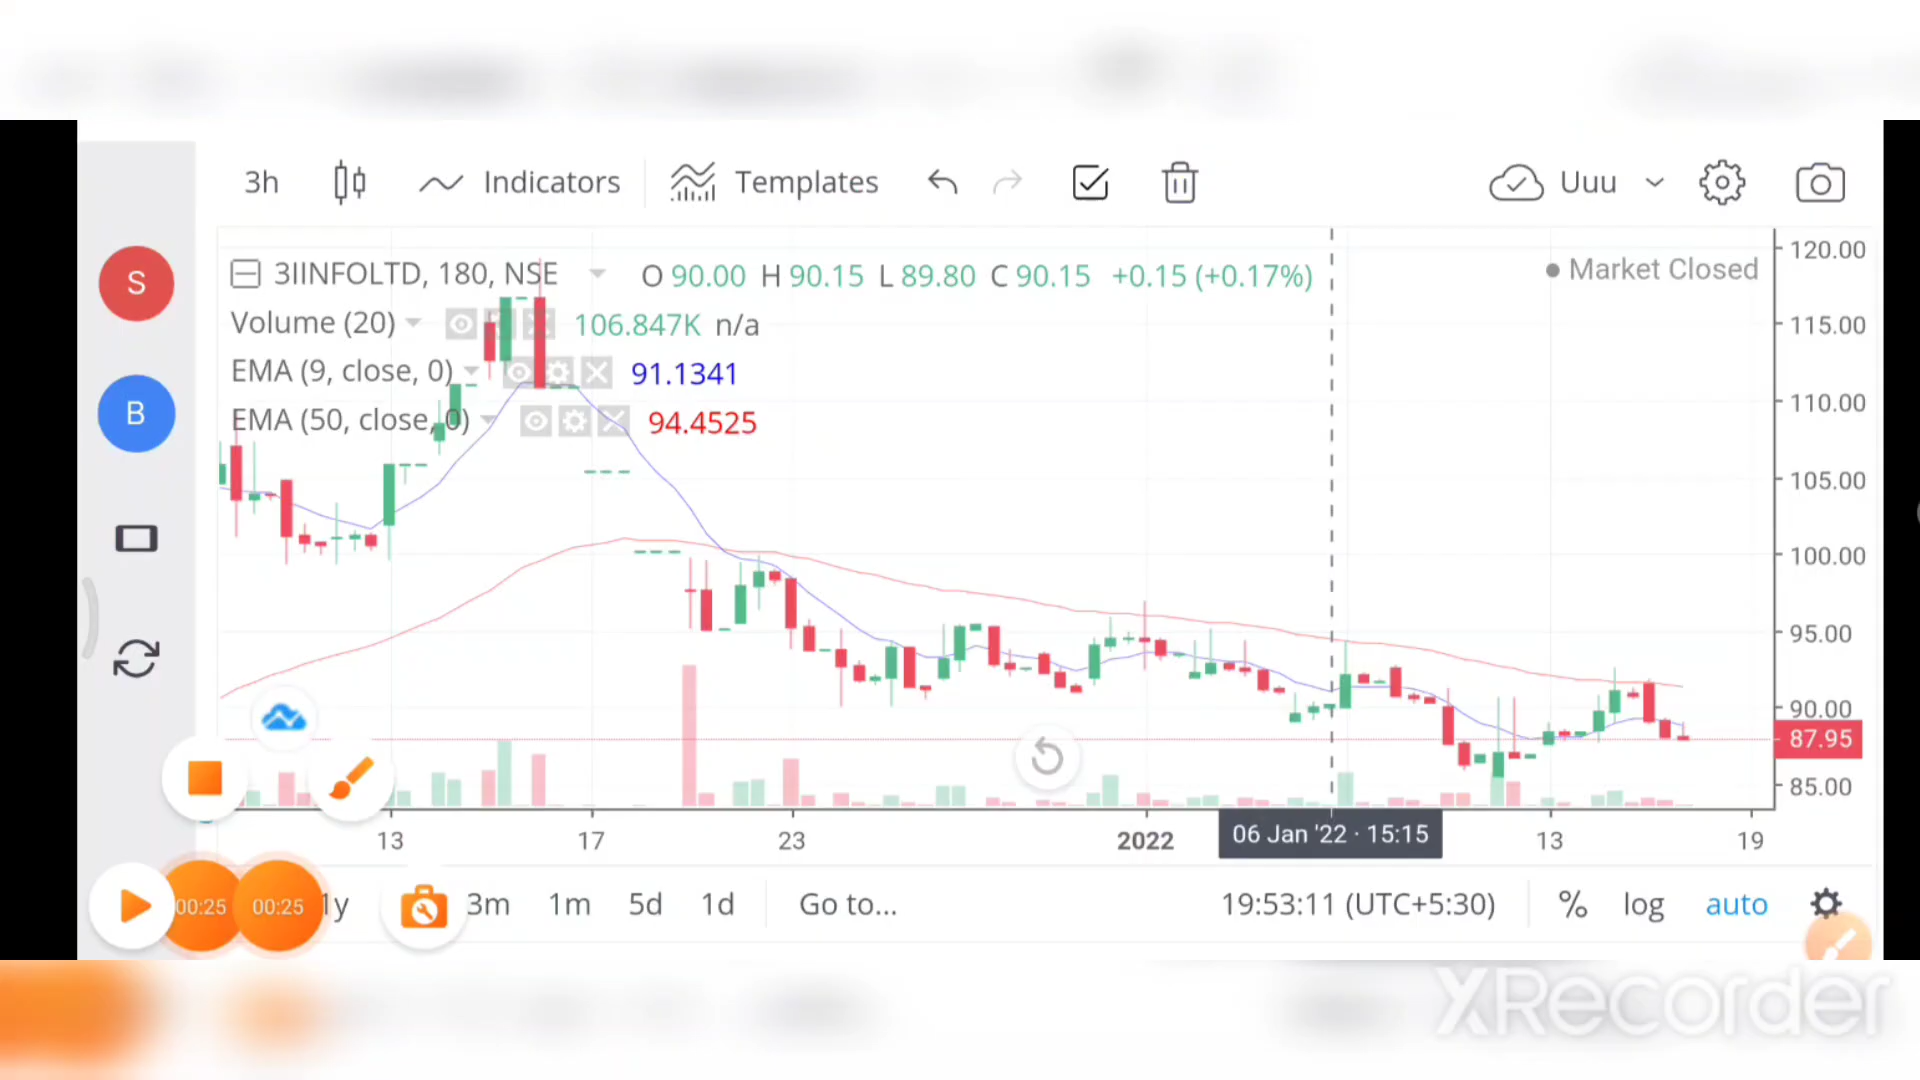 3h Indicators Templates Uuu
S
B
3IINFOLTD, 180, NSE O 90.00 H 90.15 L 89.80 C 90.15 +0.15 (+0.17%)
Market Closed
Volume (20) 106.847K n/a
EMA (9, close, 0) 91.1341
EMA (50, close, 0) 94.4525
120.00
115.00
110.00
105.00
100.00
95.00
90.00
87.95
85.00
13 17 23 2022 06 Jan '22 · 15:15 13 19
00:25 00:25 1y 3m 1m 5d 1d Go to... 19:53:11 (UTC+5:30) % log auto
XRecorder